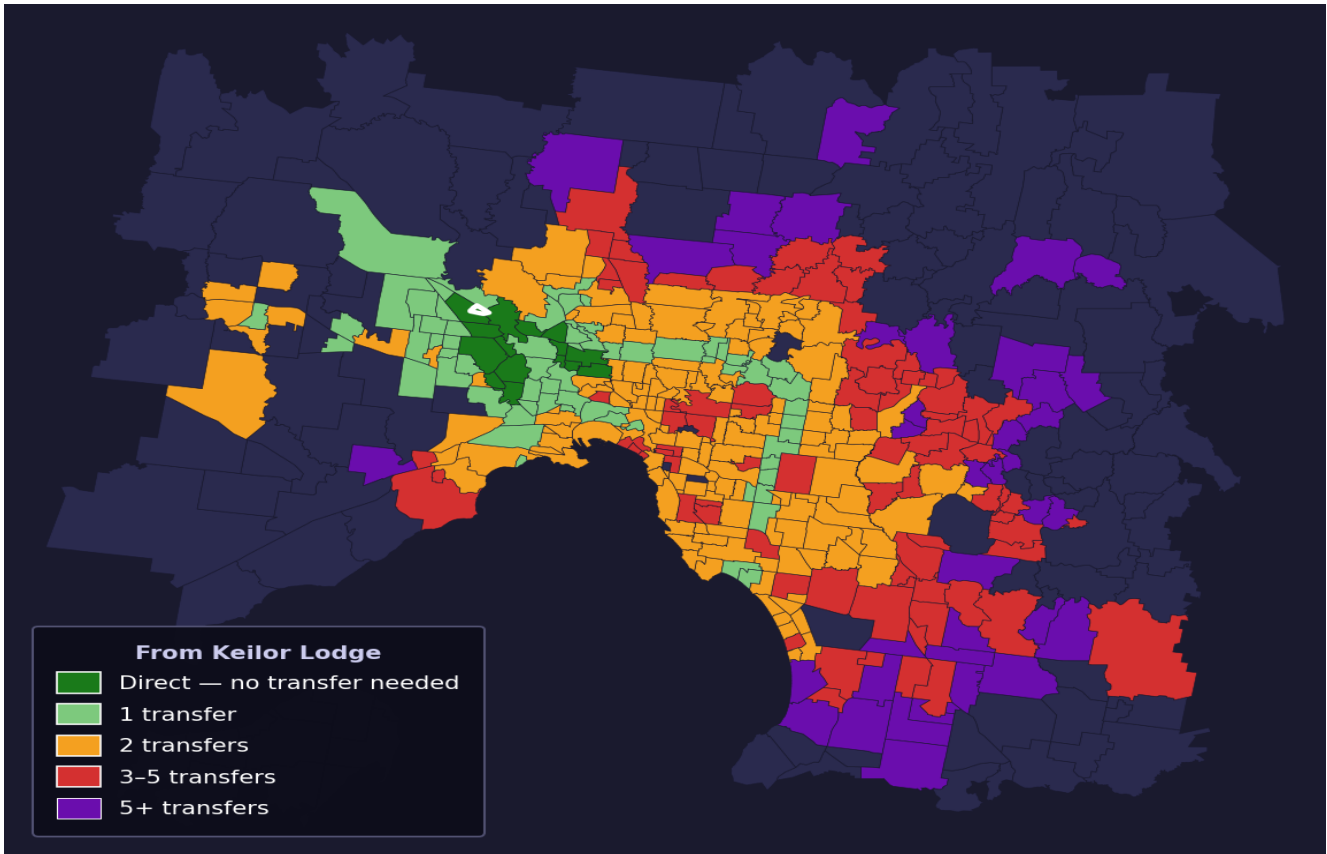 From Keilor Lodge
Direct — no transfer needed
1 transfer
2 transfers
3–5 transfers
5+ transfers